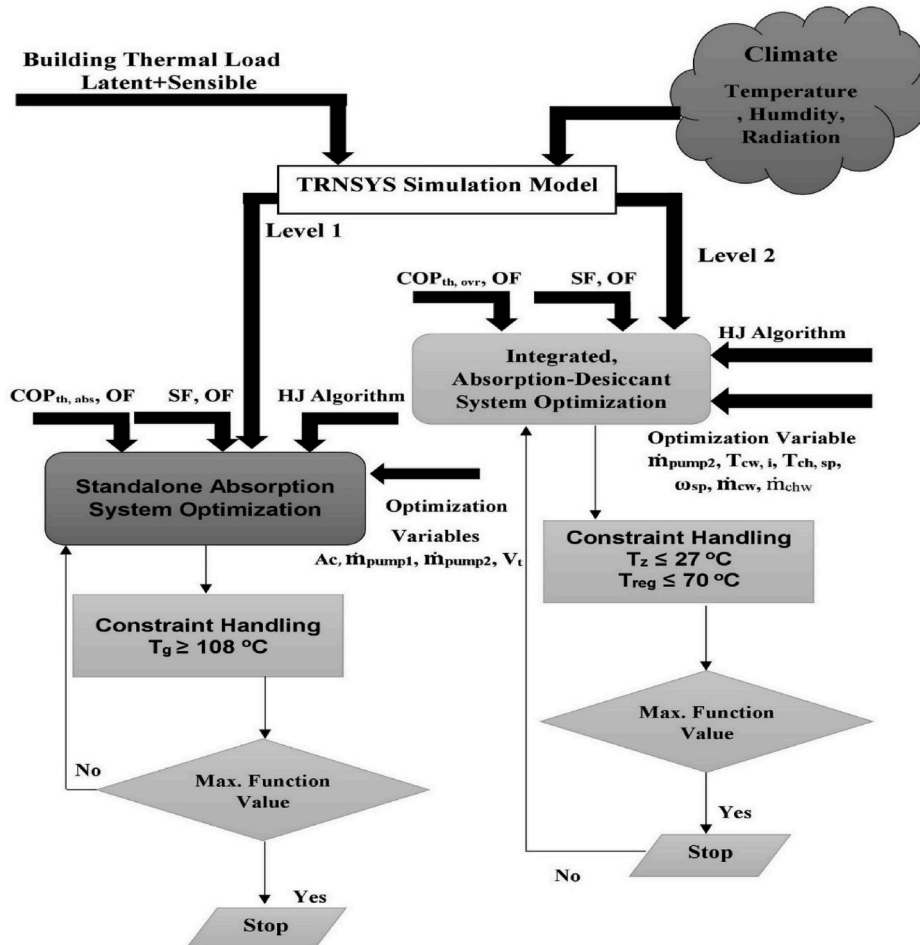 Building Thermal Load
Latent+Sensible
Climate
Temperature
, Humdity,
Radiation
TRNSYS Simulation Model
Level 1
Level 2
COPth, ovr, OF
SF, OF
HJ Algorithm
Integrated,
Absorption-Desiccant
System Optimization
COPth, abs, OF
SF, OF
HJ Algorithm
Optimization Variable
ṁpump2, Tcw, i, Tch, sp,
ωsp, ṁcw, ṁchw
Standalone Absorption
System Optimization
Optimization
Variables
Ac, ṁpump1, ṁpump2, Vt
Constraint Handling
Tz ≤ 27 °C
Treg ≤ 70 °C
Constraint Handling
Tg ≥ 108 °C
Max. Function
Value
No
Max. Function
Value
Yes
Stop
No
Yes
Stop